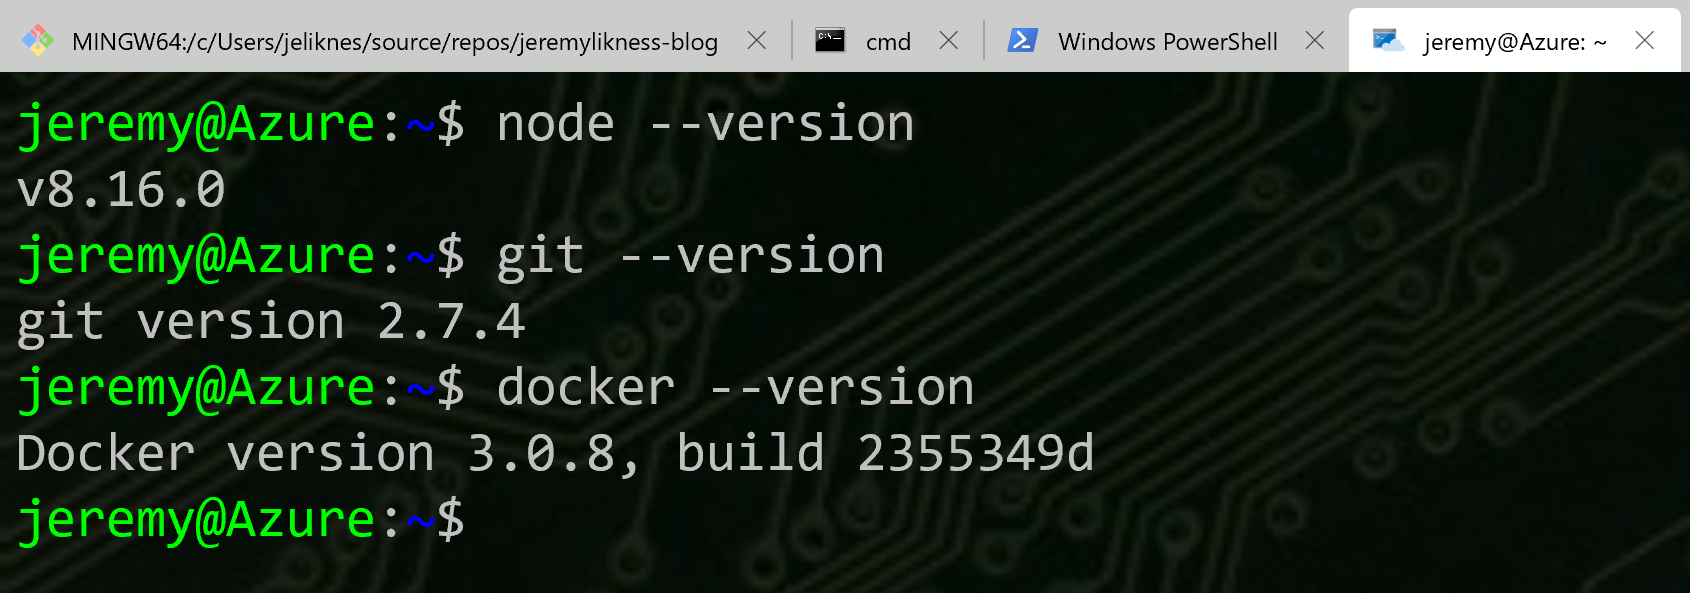 MINGW64:/c/Users/jeliknes/source/repos/jeremylikness-blog cmd Windows PowerShell jeremy@Azure: ~
jeremy@Azure:~$ node --version
v8.16.0
jeremy@Azure:~$ git --version
git version 2.7.4
jeremy@Azure:~$ docker --version
Docker version 3.0.8, build 2355349d
jeremy@Azure:~$